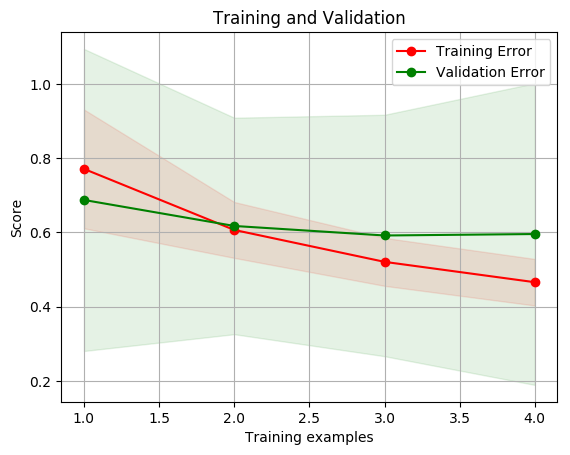 Training and Validation
Training Error
Validation Error
Score
1.0
0.8
0.6
0.4
0.2
1.0 1.5 2.0 2.5 3.0 3.5 4.0
Training examples